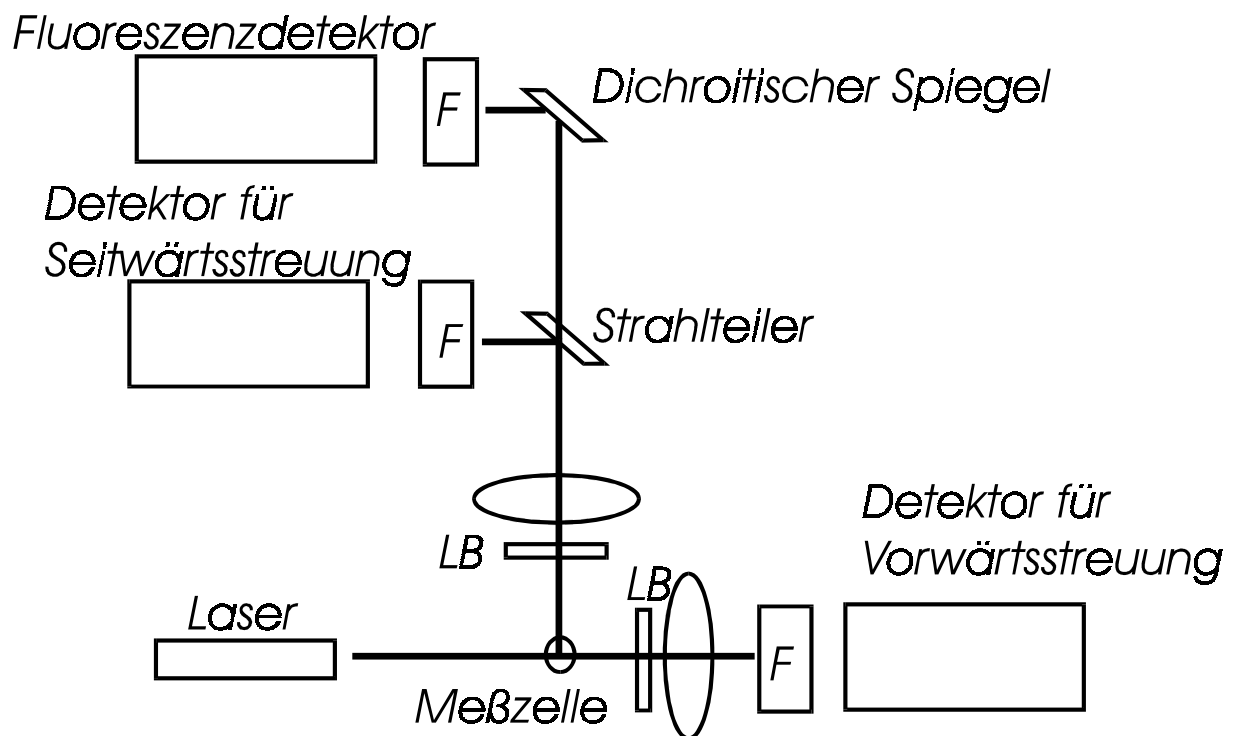 Fluoreszenzdetektor
F
Dichroitischer Spiegel
Detektor für
Seitwärtsstreuung
F
Strahlteiler
LB
Detektor für
Vorwärtsstreuung
LB
Laser
F
Meßzelle